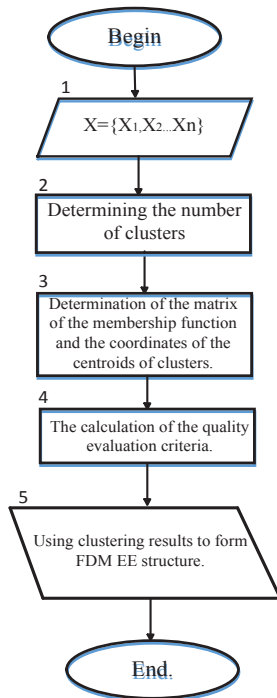 Begin
1
X={X1,X2...Xn}
2
Determining the number
of clusters
3
Determination of the matrix
of the membership function
and the coordinates of the
centroids of clusters.
4
The calculation of the quality
evaluation criteria.
5
Using clustering results to form
FDM EE structure.
End.